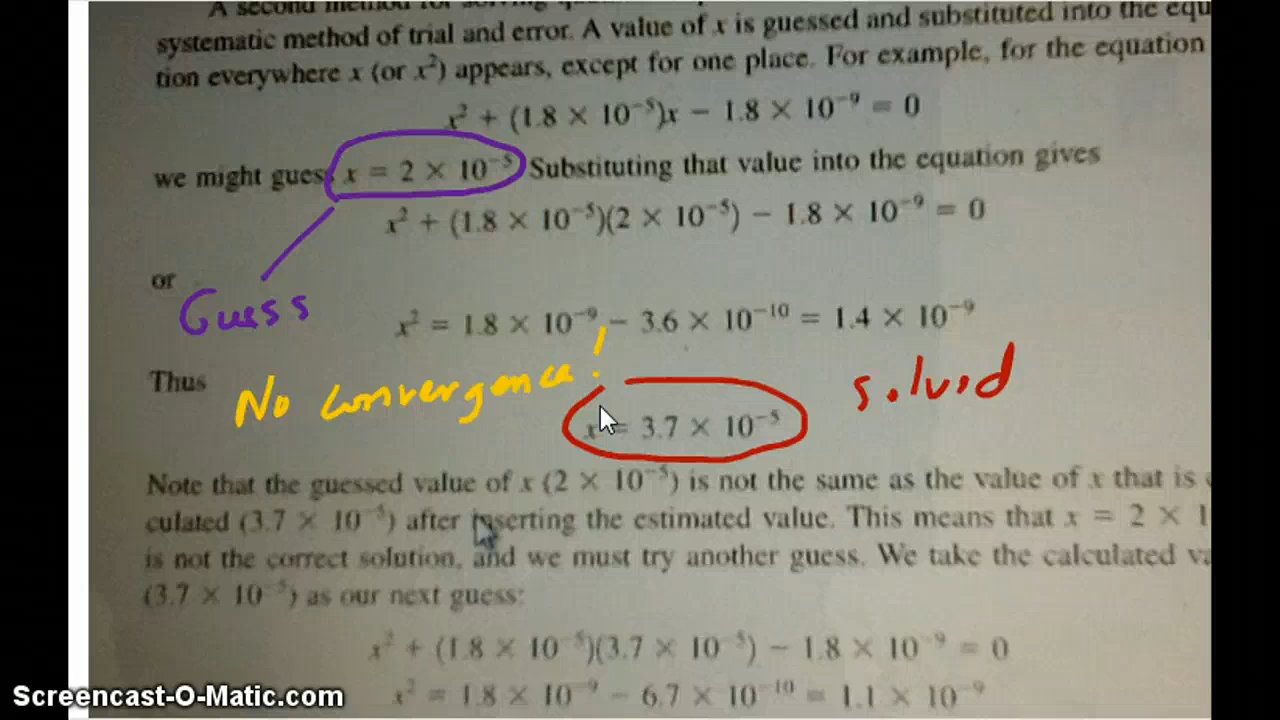 A second method for solving
systematic method of trial and error. A value of x is guessed and substituted into the equ
tion everywhere x (or x²) appears, except for one place. For example, for the equation
x² + (1.8 × 10⁻⁵)x − 1.8 × 10⁻⁹ = 0
we might guess x = 2 × 10⁻⁵ Substituting that value into the equation gives
x² + (1.8 × 10⁻⁵)(2 × 10⁻⁵) − 1.8 × 10⁻⁹ = 0
or
Guess
x² = 1.8 × 10⁻⁹ − 3.6 × 10⁻¹⁰ = 1.4 × 10⁻⁹
Thus
No convergence!
x = 3.7 × 10⁻⁵
solved
Note that the guessed value of x (2 × 10⁻⁵) is not the same as the value of x that is
culated (3.7 × 10⁻⁵) after inserting the estimated value. This means that x = 2 × 1
is not the correct solution, and we must try another guess. We take the calculated va
(3.7 × 10⁻⁵) as our next guess:
x² + (1.8 × 10⁻⁵)(3.7 × 10⁻⁵) − 1.8 × 10⁻⁹ = 0
x² = 1.8 × 10⁻⁹ − 6.7 × 10⁻¹⁰ = 1.1 × 10⁻⁹
Screencast-O-Matic.com